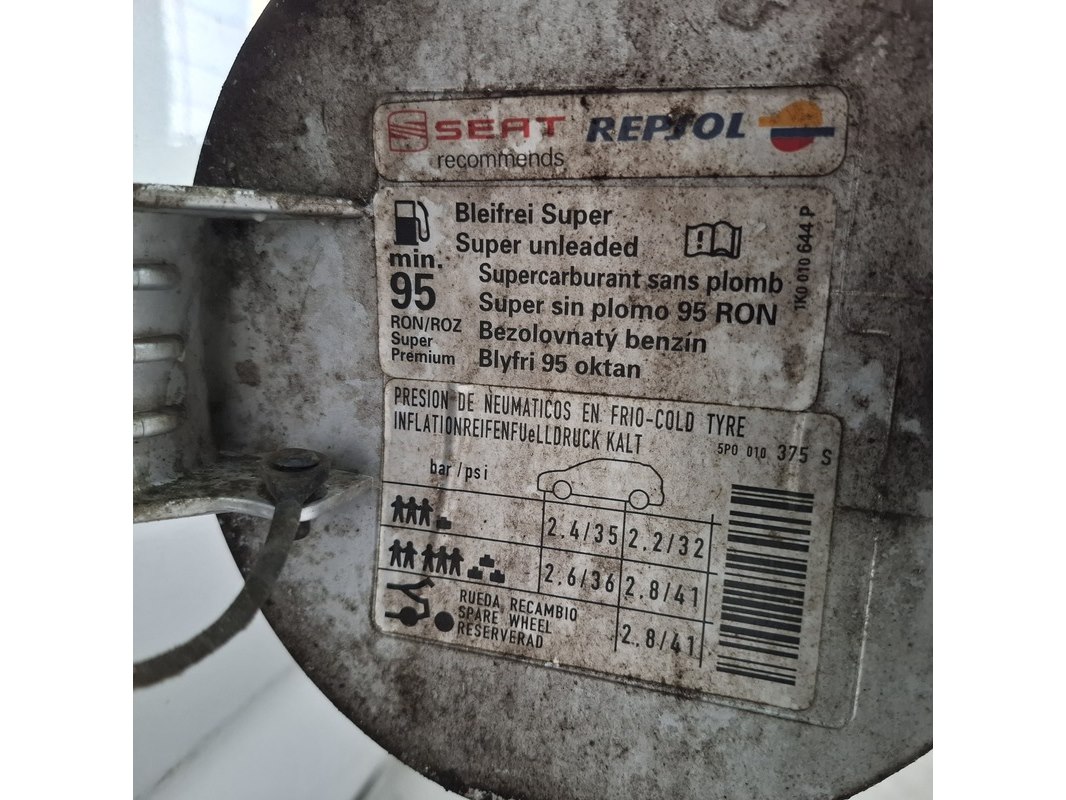 SEAT REPSOL
recommends
Bleifrei Super
Super unleaded
Supercarburant sans plomb
Super sin plomo 95 RON
Bezolovnatý benzín
Blyfri 95 oktan
min.
95
RON/ROZ
Super
Premium
1K0 010 644 P
PRESION DE NEUMATICOS EN FRIO-COLD TYRE
INFLATIONREIFENFUeLLDRUCK KALT
5P0 010 375 S
bar/psi
2.4/35 2.2/32
2.6/36 2.8/41
RUEDA RECAMBIO
SPARE WHEEL
RESERVERAD
2.8/41